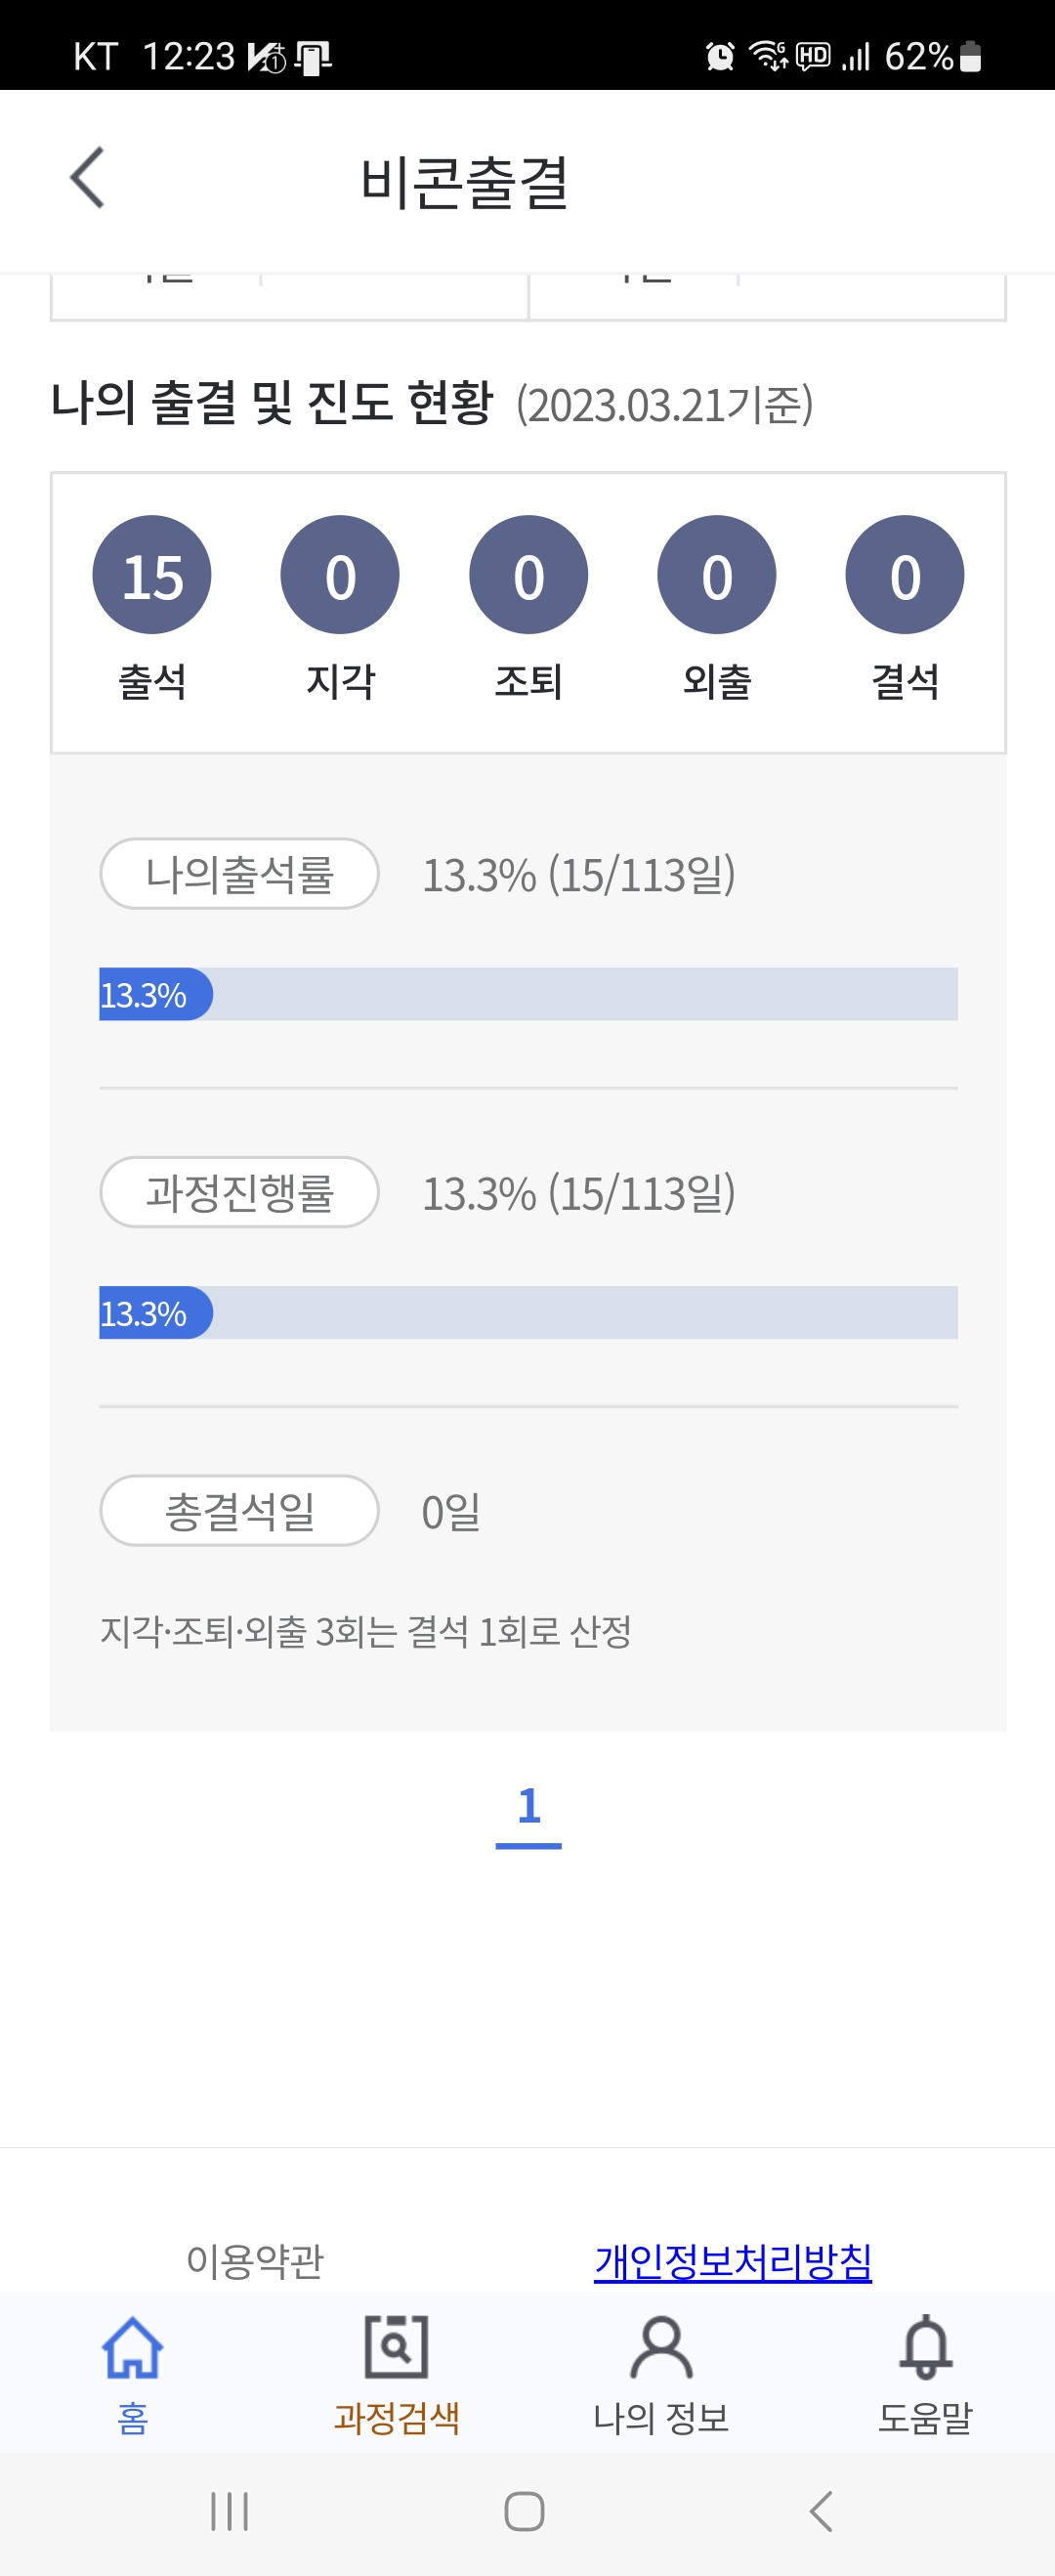 KT 12:23 HD 62%
비콘출결
나의 출결 및 진도 현황 (2023.03.21기준)
15 0 0 0 0
출석 지각 조퇴 외출 결석
나의출석률 13.3% (15/113일)
13.3%
과정진행률 13.3% (15/113일)
13.3%
총결석일 0일
지각·조퇴·외출 3회는 결석 1회로 산정
1
이용약관 개인정보처리방침
홈 과정검색 나의 정보 도움말